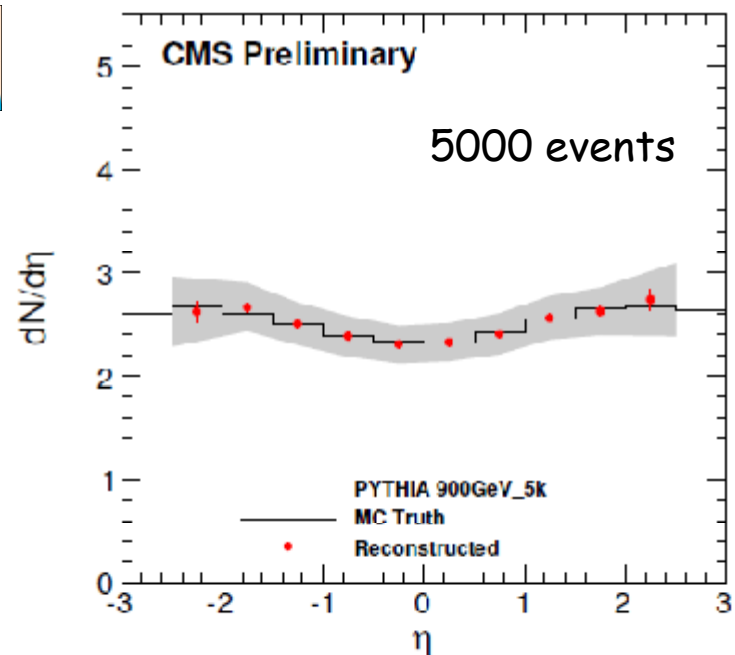 CMS Preliminary
5000 events
5
4
3
2
1
0
dN/dη
PYTHIA 900GeV_5k
MC Truth
Reconstructed
-3 -2 -1 0 1 2 3
η